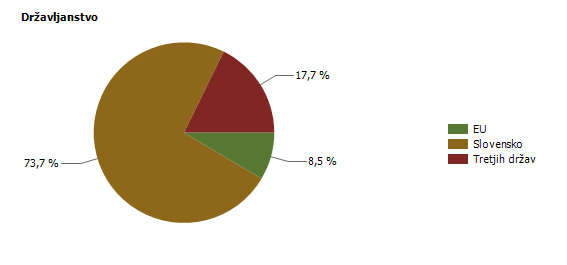 Državljanstvo
17,7 %
73,7 %
8,5 %
EU
Slovensko
Tretjih držav